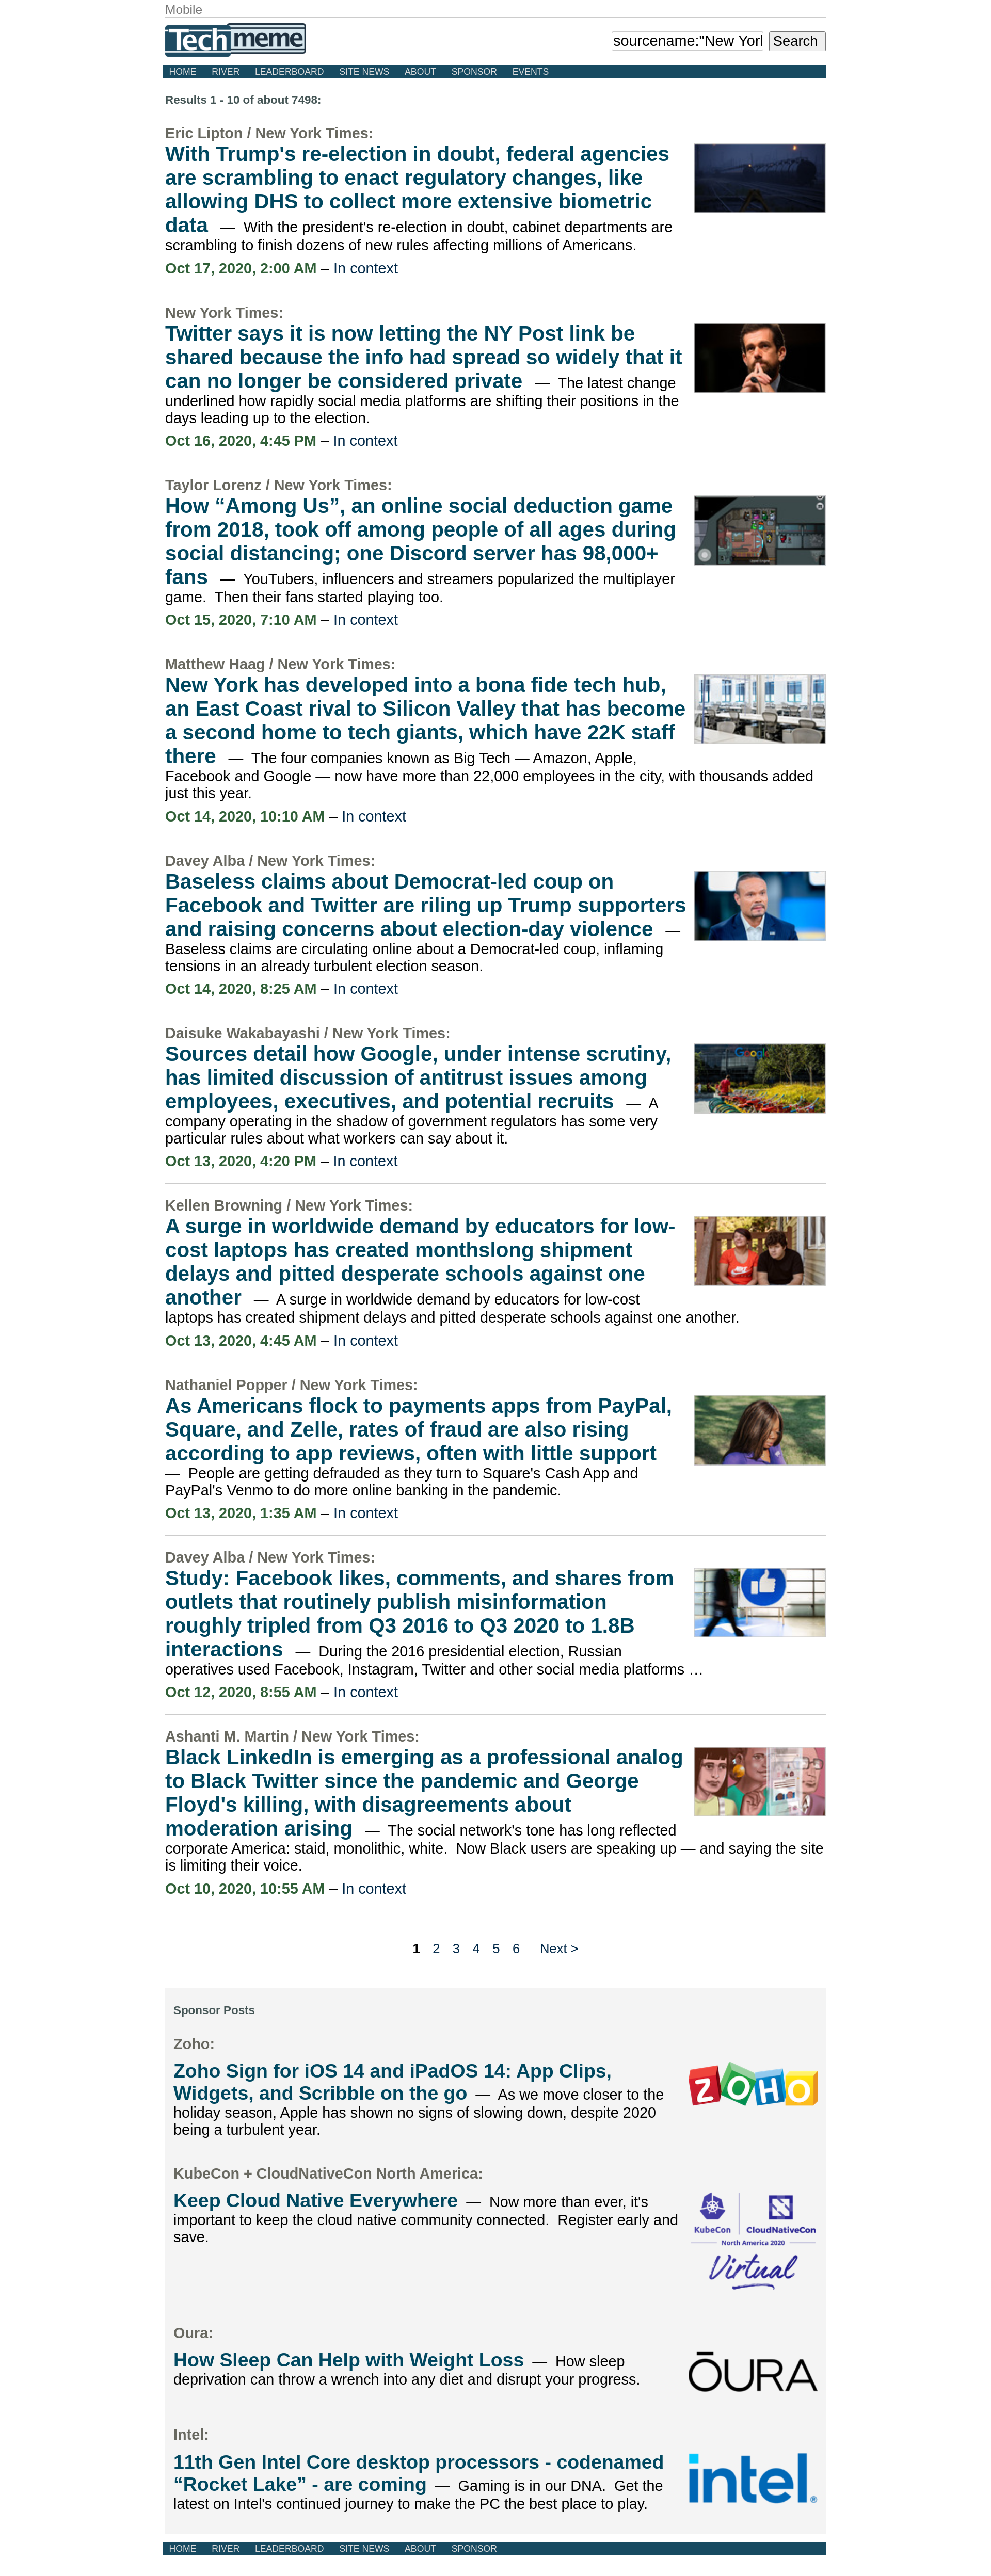 Mobile
Techmeme
sourcename:"New Yor
Search
HOME RIVER LEADERBOARD SITE NEWS ABOUT SPONSOR EVENTS
Results 1 - 10 of about 7498:
Eric Lipton / New York Times:
With Trump's re-election in doubt, federal agencies
are scrambling to enact regulatory changes, like
allowing DHS to collect more extensive biometric
data — With the president's re-election in doubt, cabinet departments are
scrambling to finish dozens of new rules affecting millions of Americans.
Oct 17, 2020, 2:00 AM – In context
New York Times:
Twitter says it is now letting the NY Post link be
shared because the info had spread so widely that it
can no longer be considered private — The latest change
underlined how rapidly social media platforms are shifting their positions in the
days leading up to the election.
Oct 16, 2020, 4:45 PM – In context
Taylor Lorenz / New York Times:
How “Among Us”, an online social deduction game
from 2018, took off among people of all ages during
social distancing; one Discord server has 98,000+
fans — YouTubers, influencers and streamers popularized the multiplayer
game. Then their fans started playing too.
Oct 15, 2020, 7:10 AM – In context
Matthew Haag / New York Times:
New York has developed into a bona fide tech hub,
an East Coast rival to Silicon Valley that has become
a second home to tech giants, which have 22K staff
there — The four companies known as Big Tech — Amazon, Apple,
Facebook and Google — now have more than 22,000 employees in the city, with thousands added
just this year.
Oct 14, 2020, 10:10 AM – In context
Davey Alba / New York Times:
Baseless claims about Democrat-led coup on
Facebook and Twitter are riling up Trump supporters
and raising concerns about election-day violence —
Baseless claims are circulating online about a Democrat-led coup, inflaming
tensions in an already turbulent election season.
Oct 14, 2020, 8:25 AM – In context
Daisuke Wakabayashi / New York Times:
Sources detail how Google, under intense scrutiny,
has limited discussion of antitrust issues among
employees, executives, and potential recruits — A
company operating in the shadow of government regulators has some very
particular rules about what workers can say about it.
Oct 13, 2020, 4:20 PM – In context
Kellen Browning / New York Times:
A surge in worldwide demand by educators for low-
cost laptops has created monthslong shipment
delays and pitted desperate schools against one
another — A surge in worldwide demand by educators for low-cost
laptops has created shipment delays and pitted desperate schools against one another.
Oct 13, 2020, 4:45 AM – In context
Nathaniel Popper / New York Times:
As Americans flock to payments apps from PayPal,
Square, and Zelle, rates of fraud are also rising
according to app reviews, often with little support
— People are getting defrauded as they turn to Square's Cash App and
PayPal's Venmo to do more online banking in the pandemic.
Oct 13, 2020, 1:35 AM – In context
Davey Alba / New York Times:
Study: Facebook likes, comments, and shares from
outlets that routinely publish misinformation
roughly tripled from Q3 2016 to Q3 2020 to 1.8B
interactions — During the 2016 presidential election, Russian
operatives used Facebook, Instagram, Twitter and other social media platforms …
Oct 12, 2020, 8:55 AM – In context
Ashanti M. Martin / New York Times:
Black LinkedIn is emerging as a professional analog
to Black Twitter since the pandemic and George
Floyd's killing, with disagreements about
moderation arising — The social network's tone has long reflected
corporate America: staid, monolithic, white. Now Black users are speaking up — and saying the site
is limiting their voice.
Oct 10, 2020, 10:55 AM – In context
1 2 3 4 5 6 Next >
Sponsor Posts
Zoho:
Zoho Sign for iOS 14 and iPadOS 14: App Clips,
Widgets, and Scribble on the go — As we move closer to the
holiday season, Apple has shown no signs of slowing down, despite 2020
being a turbulent year.
ZOHO
KubeCon + CloudNativeCon North America:
Keep Cloud Native Everywhere — Now more than ever, it's
important to keep the cloud native community connected. Register early and
save.
KubeCon CloudNativeCon
North America 2020
Virtual
Oura:
How Sleep Can Help with Weight Loss — How sleep
deprivation can throw a wrench into any diet and disrupt your progress.
ŌURA
Intel:
11th Gen Intel Core desktop processors - codenamed
“Rocket Lake” - are coming — Gaming is in our DNA. Get the
latest on Intel's continued journey to make the PC the best place to play.
intel®
HOME RIVER LEADERBOARD SITE NEWS ABOUT SPONSOR